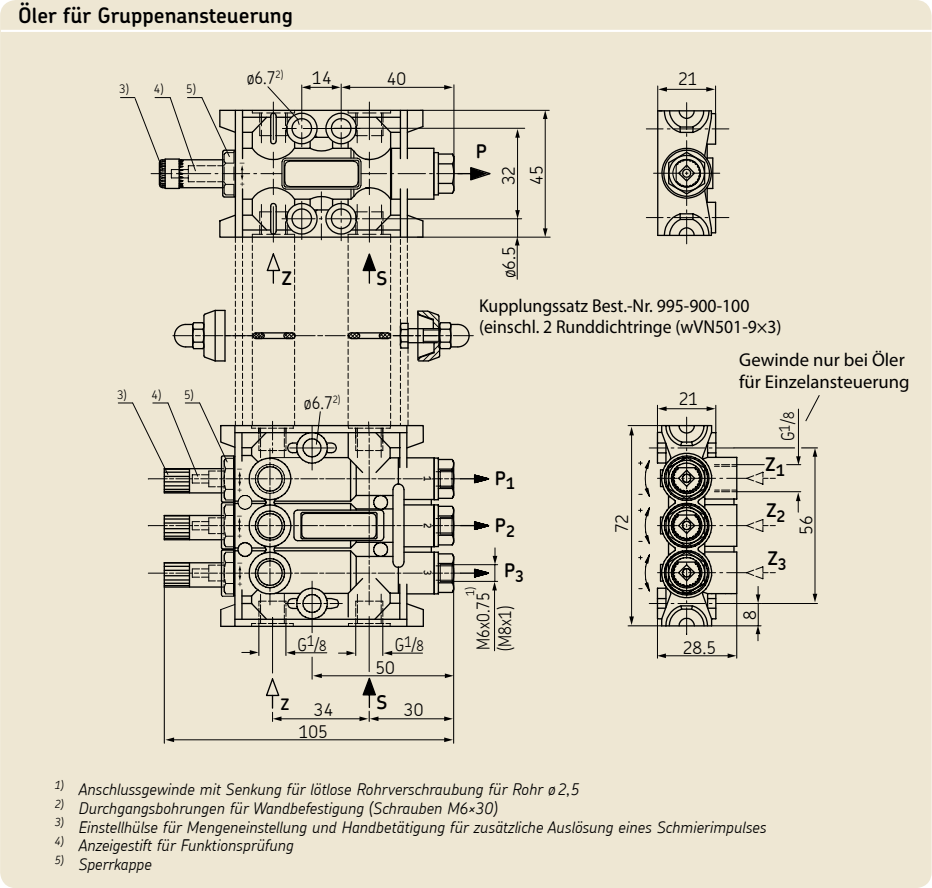 Öler für Gruppenansteuerung
3) 4) 5) ø6.7²⁾ 14 40
P
32
45
ø6.5
Z S
21
Kupplungssatz Best.-Nr. 995-900-100
(einschl. 2 Runddichtringe (wVN501-9×3)
Gewinde nur bei Öler
für Einzelansteuerung
3) 4) 5) ø6.7²⁾
1 P1
2 P2
3 P3
M6x0.75 ¹⁾
(M8x1)
G1/8 G1/8
50
Z S
34 30
105
21
G1/8
+ - Z1
+ - Z2
+ - Z3
72
56
8
28.5
1) Anschlussgewinde mit Senkung für lötlose Rohrverschraubung für Rohr ø 2,5
2) Durchgangsbohrungen für Wandbefestigung (Schrauben M6×30)
3) Einstellhülse für Mengeneinstellung und Handbetätigung für zusätzliche Auslösung eines Schmierimpulses
4) Anzeigestift für Funktionsprüfung
5) Sperrkappe